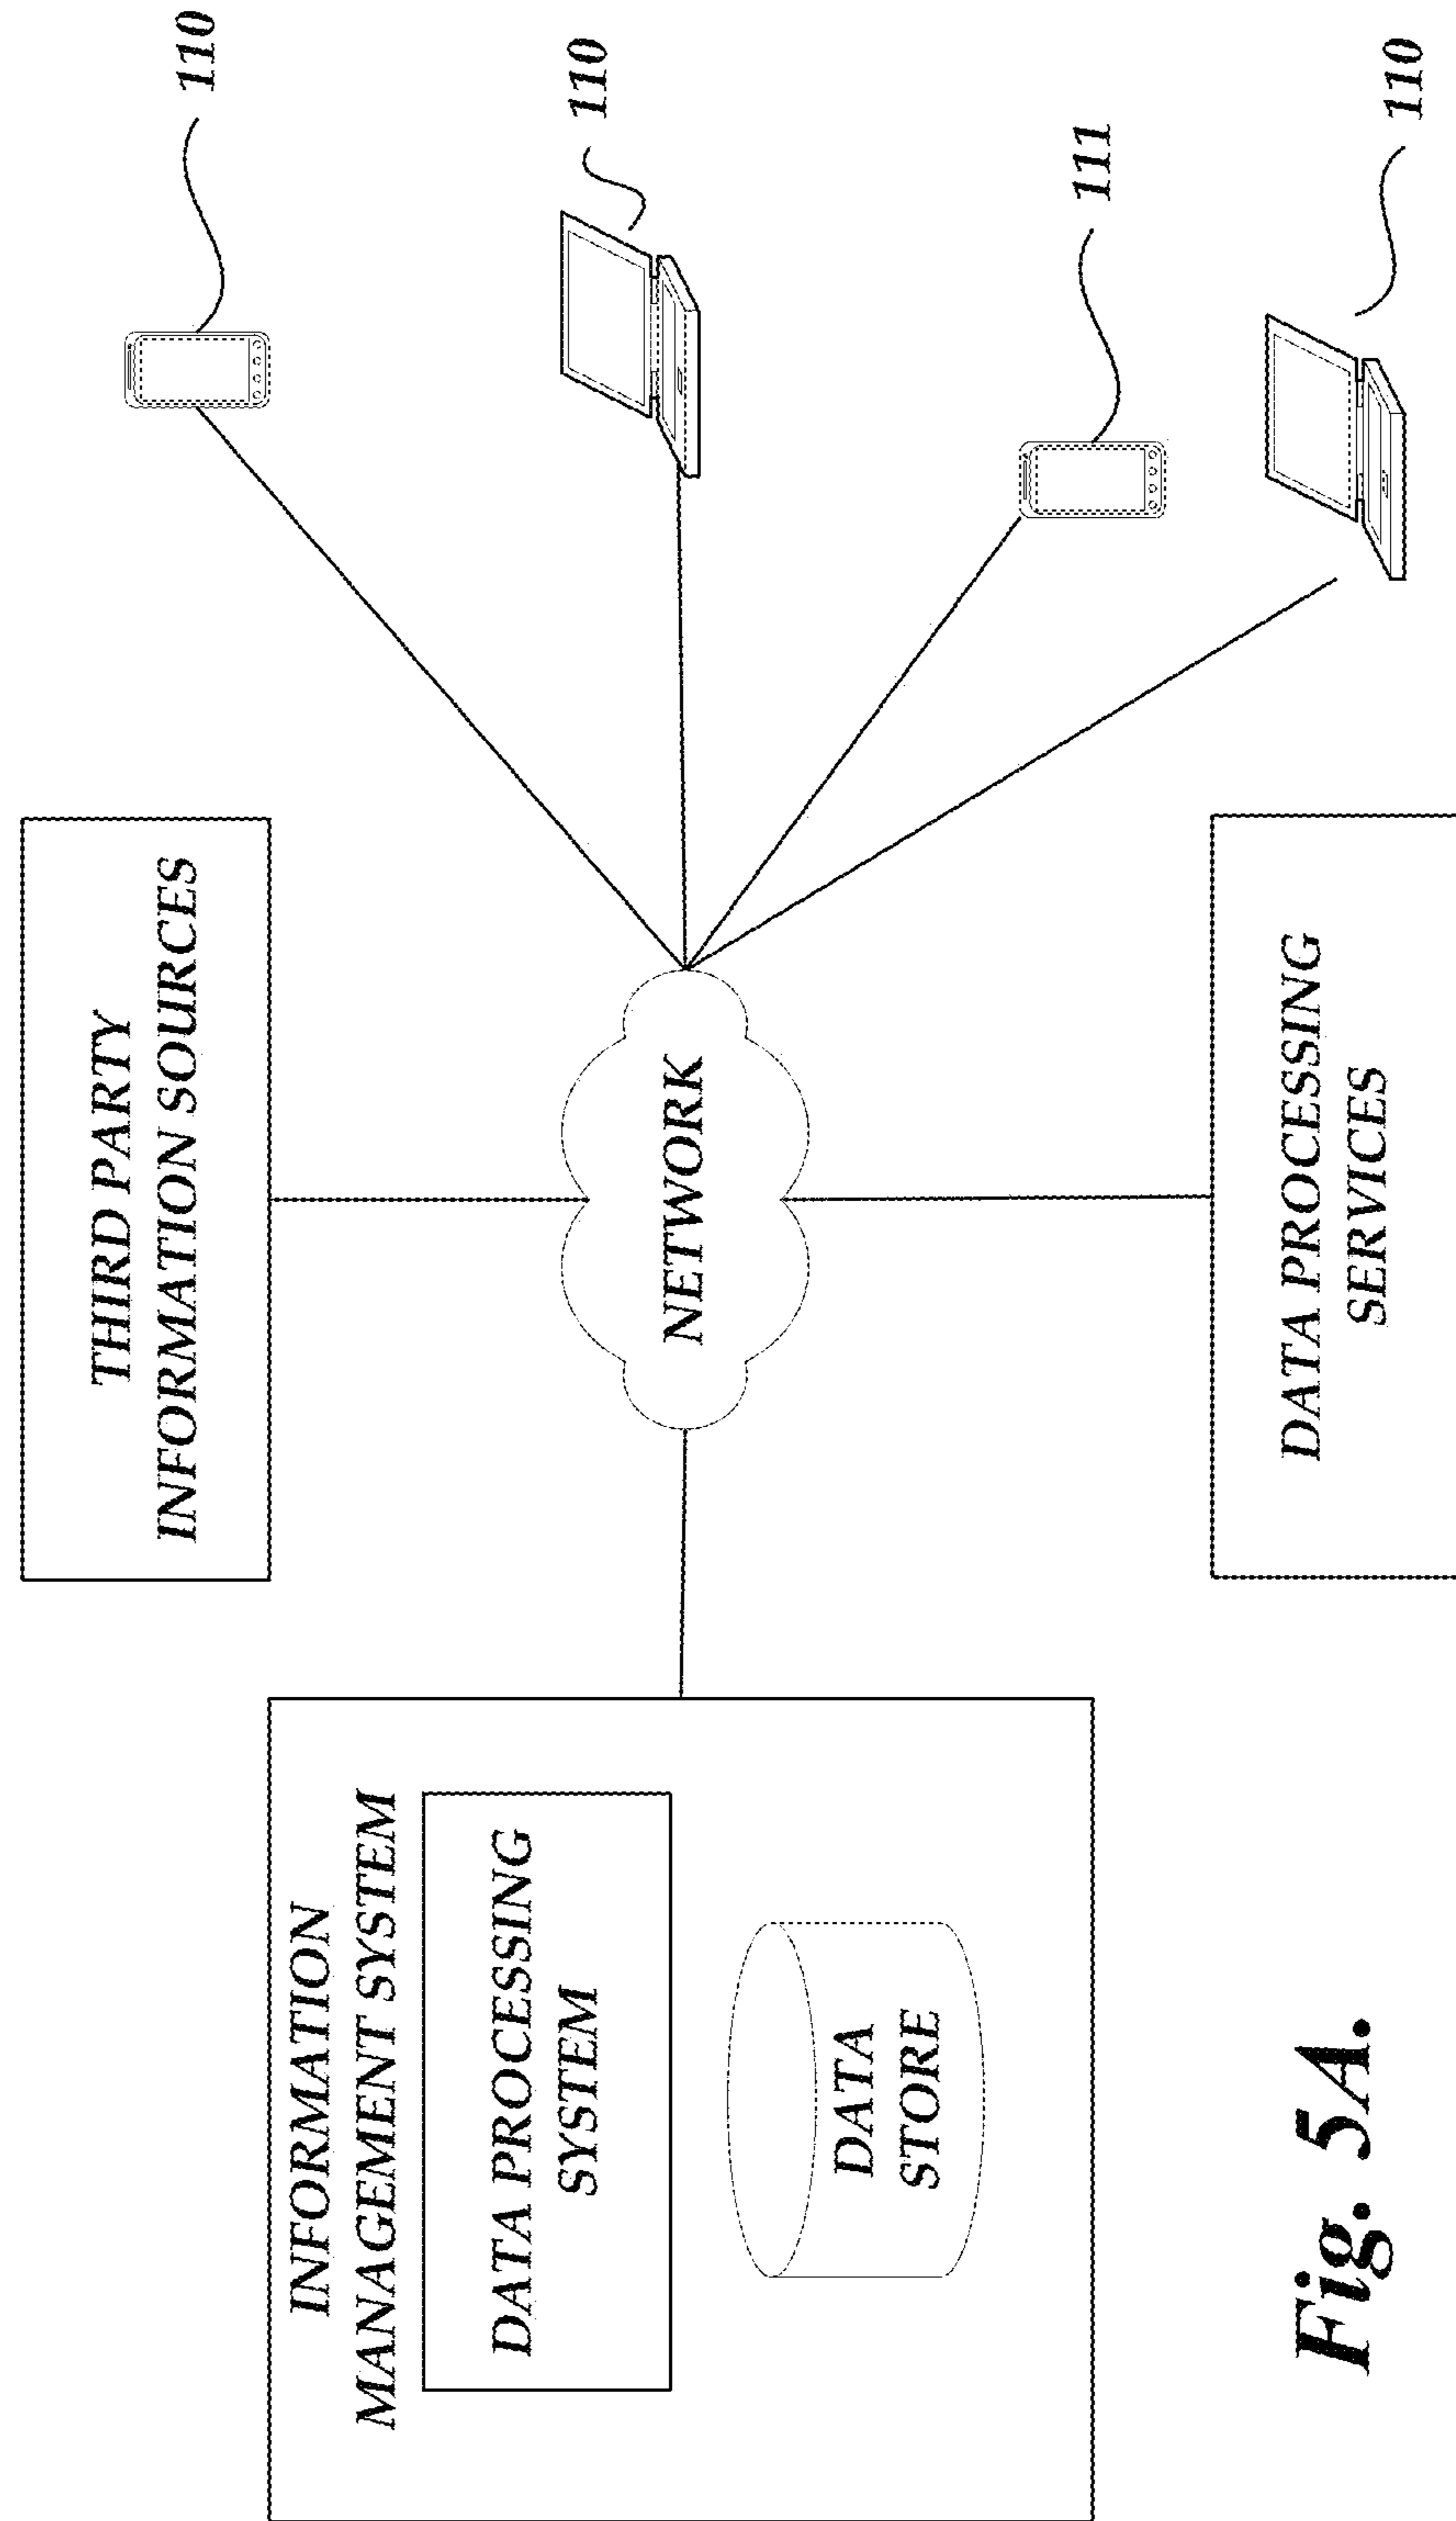 THIRD PARTY
INFORMATION SOURCES
INFORMATION
MANAGEMENT SYSTEM
DATA PROCESSING
SYSTEM
DATA
STORE
NETWORK
DATA PROCESSING
SERVICES
110
110
111
110
Fig. 5A.